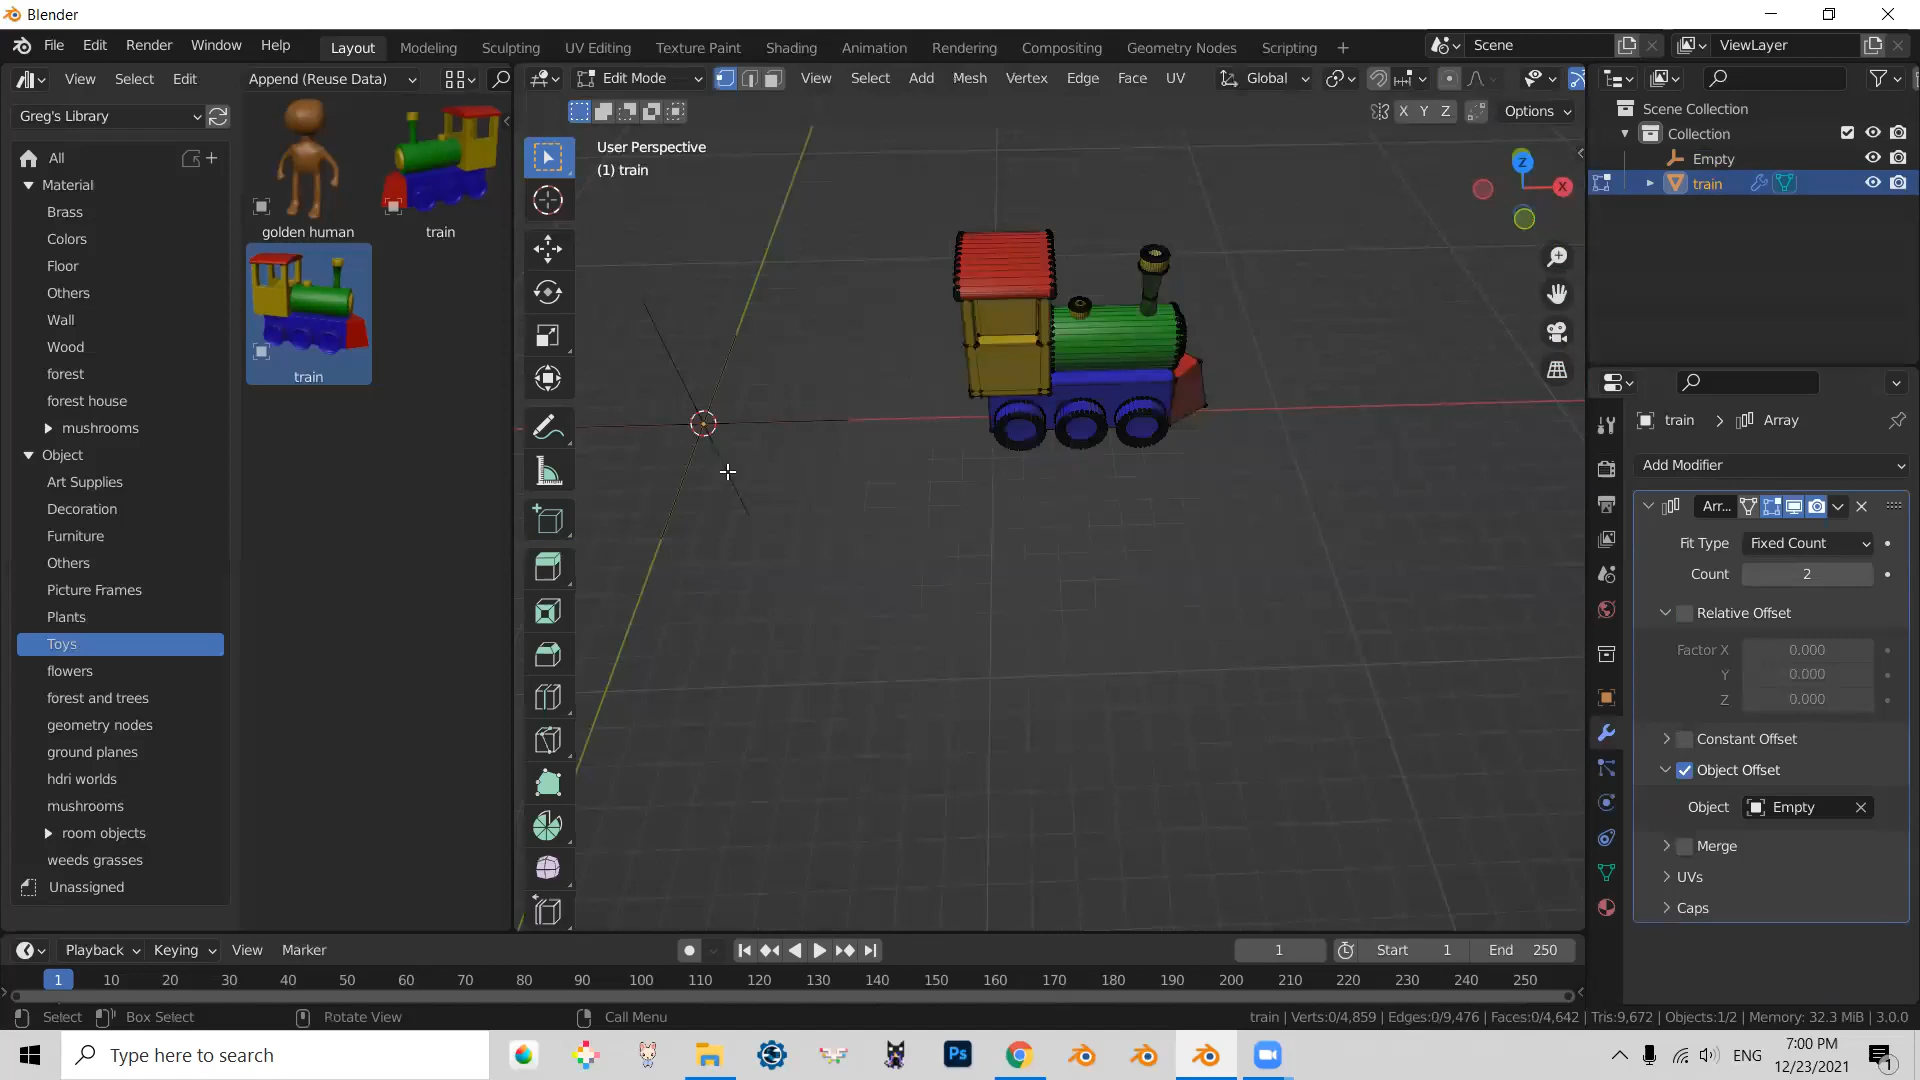 Blender
File Edit Render Window Help Layout Modeling Sculpting UV Editing Texture Paint Shading Animation Rendering Compositing Geometry Nodes Scripting + Scene ViewLayer
View Select Edit Append (Reuse Data) Edit Mode View Select Add Mesh Vertex Edge Face UV Global
Greg's Library X Y Z Options
User Perspective
(1) train
All
Material
Brass
Colors
Floor
Others
Wall
Wood
forest
forest house
mushrooms
Object
Art Supplies
Decoration
Furniture
Others
Picture Frames
Plants
Toys
flowers
forest and trees
geometry nodes
ground planes
hdri worlds
mushrooms
room objects
weeds grasses
Unassigned
golden human train
train
Z
X
Scene Collection
Collection
Empty
train
train > Array
Add Modifier
Arr...
Fit Type Fixed Count
Count 2
Relative Offset
Factor X 0.000
Y 0.000
Z 0.000
Constant Offset
Object Offset
Object Empty
Merge
UVs
Caps
Playback Keying View Marker 1 Start 1 End 250
1 10 20 30 40 50 60 70 80 90 100 110 120 130 140 150 160 170 180 190 200 210 220 230 240 250
Select Box Select Rotate View Call Menu train | Verts:0/4,859 | Edges:0/9,476 | Faces:0/4,642 | Tris:9,672 | Objects:1/2 | Memory: 32.3 MiB | 3.0.0
Type here to search Ps ENG 7:00 PM
12/23/2021 1